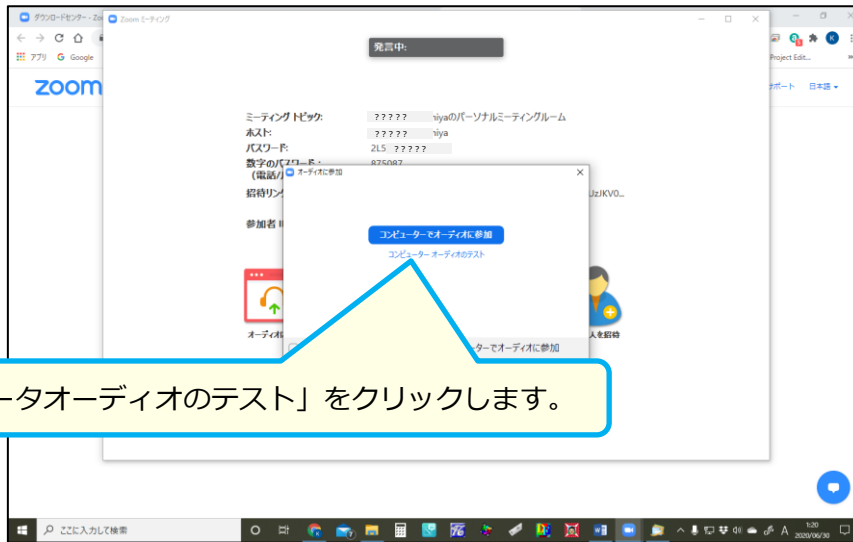 ダウンロードセンター - Zo
Zoom ミーティング
アプリ
Google
Project Edit...
発言中:
zoom
サポート 日本語
ミーティング トピック: ????? iyaのパーソナルミーティングルーム
ホスト: ????? iya
パスワード: 2L5 ?????
数字のパスワード: 875087
(電話/
招待リン
UzJKV0...
参加者 I
オーディオに参加
コンピューターでオーディオに参加
コンピューター オーディオのテスト
ーターでオーディオに参加
オーディオ
人を招待
ータオーディオのテスト」をクリックします。
ここに入力して検索
A
1:20
2020/06/30